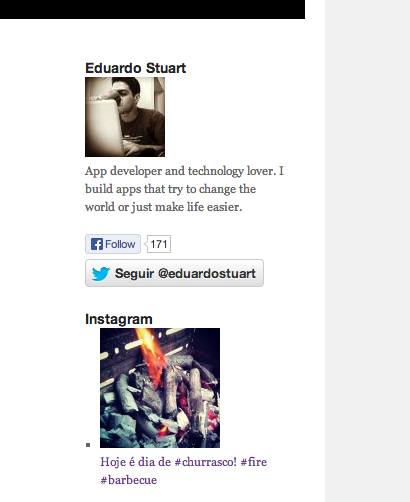 Eduardo Stuart
App developer and technology lover. I
build apps that try to change the
world or just make life easier.
Follow 171
Seguir @eduardostuart
Instagram
Hoje é dia de #churrasco! #fire
#barbecue